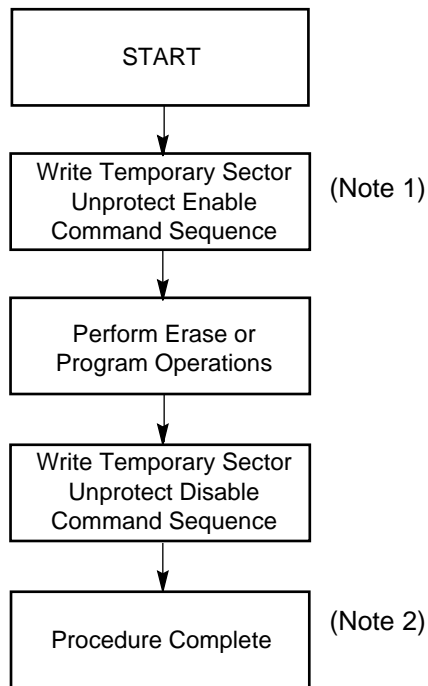 START
Write Temporary Sector
Unprotect Enable
Command Sequence
(Note 1)
Perform Erase or
Program Operations
Write Temporary Sector
Unprotect Disable
Command Sequence
Procedure Complete
(Note 2)